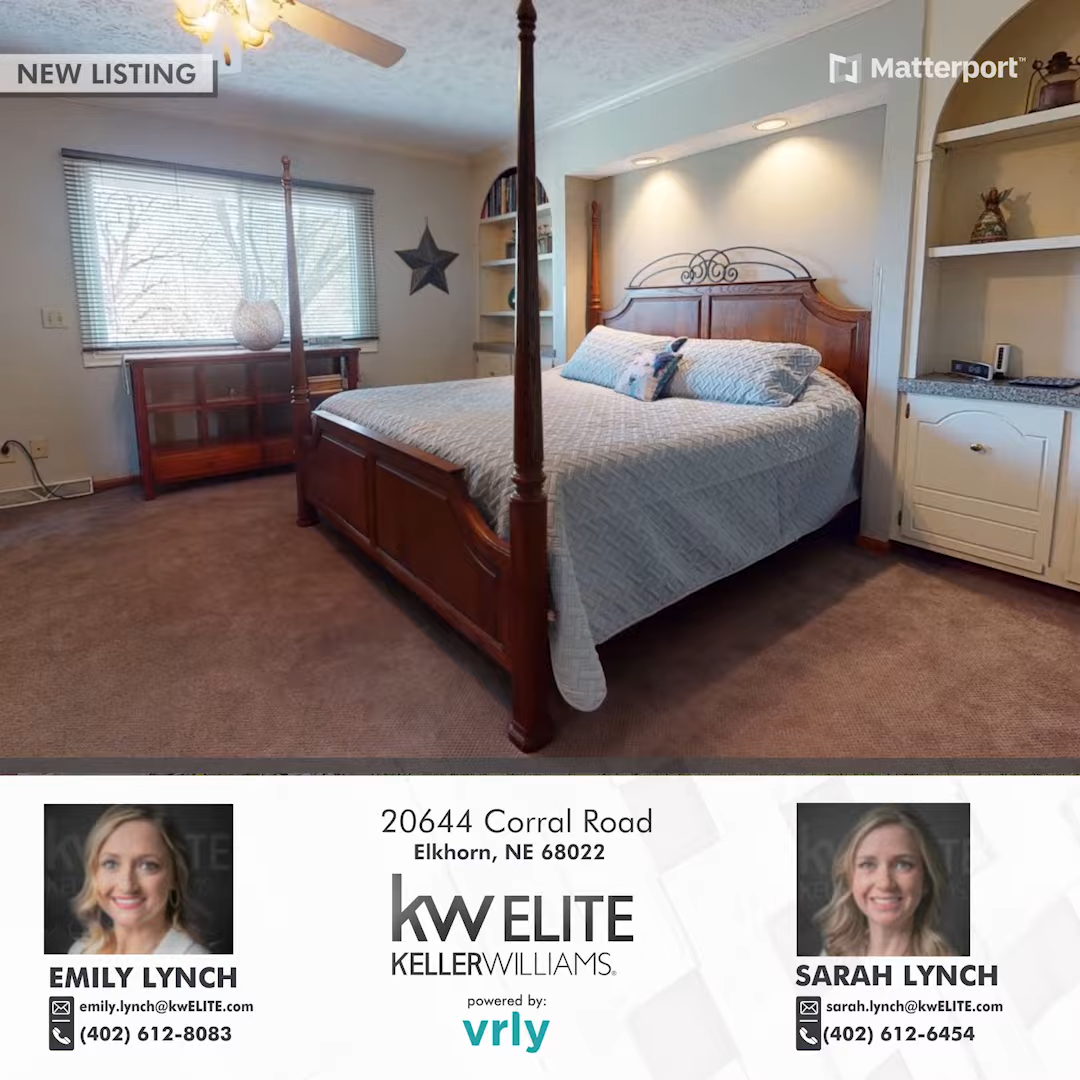 NEW LISTING
Matterport™
20644 Corral Road
Elkhorn, NE 68022
kw ELITE
KELLERWILLIAMS®
powered by:
vrly
EMILY LYNCH
emily.lynch@kwELITE.com
(402) 612-8083
SARAH LYNCH
sarah.lynch@kwELITE.com
(402) 612-6454